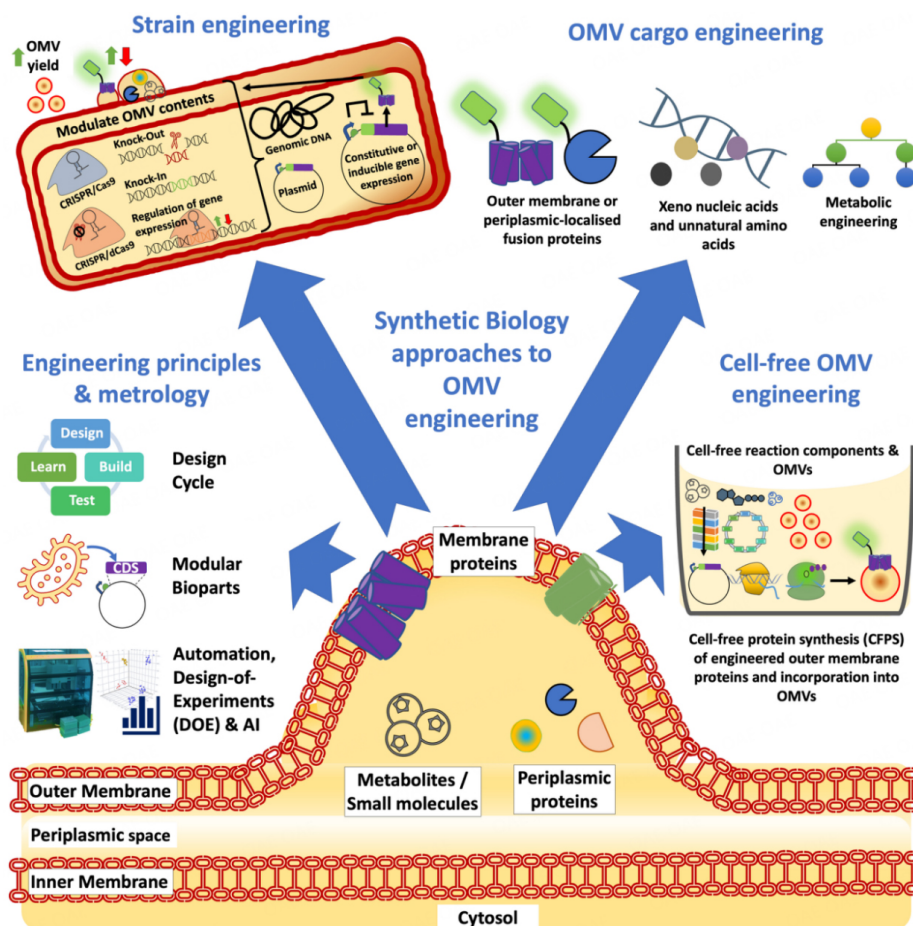 Strain engineering
OMV
yield
Modulate OMV contents
Knock-Out
CRISPR/Cas9
Knock-In
Regulation of gene
expression
CRISPR/dCas9
Genomic DNA
Plasmid
Constitutive or
inducible gene
expression
OMV cargo engineering
Outer membrane or
periplasmic-localised
fusion proteins
Xeno nucleic acids
and unnatural amino
acids
Metabolic
engineering
Synthetic Biology
approaches to
OMV
engineering
Engineering principles
& metrology
Design
Learn
Build
Test
Design
Cycle
CDS
Modular
Bioparts
Automation,
Design-of-
Experiments
(DOE) & AI
Cell-free OMV
engineering
Cell-free reaction components &
OMVs
Cell-free protein synthesis (CFPS)
of engineered outer membrane
proteins and incorporation into
OMVs
Membrane
proteins
Metabolites /
Small molecules
Periplasmic
proteins
Outer Membrane
Periplasmic space
Inner Membrane
Cytosol